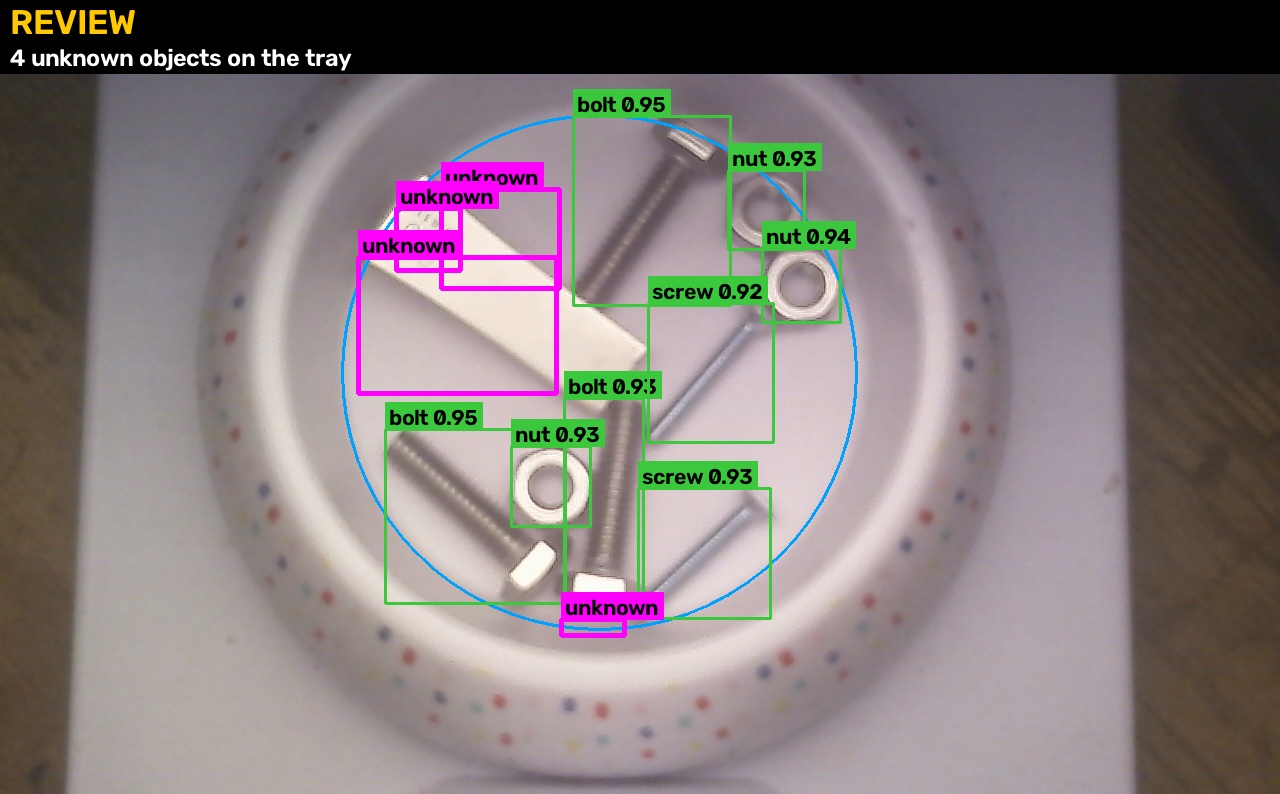 REVIEW
4 unknown objects on the tray
bolt 0.95
nut 0.93
unknown
unknown
nut 0.94
unknown
screw 0.92
bolt 0.93
bolt 0.95
nut 0.93
screw 0.93
unknown